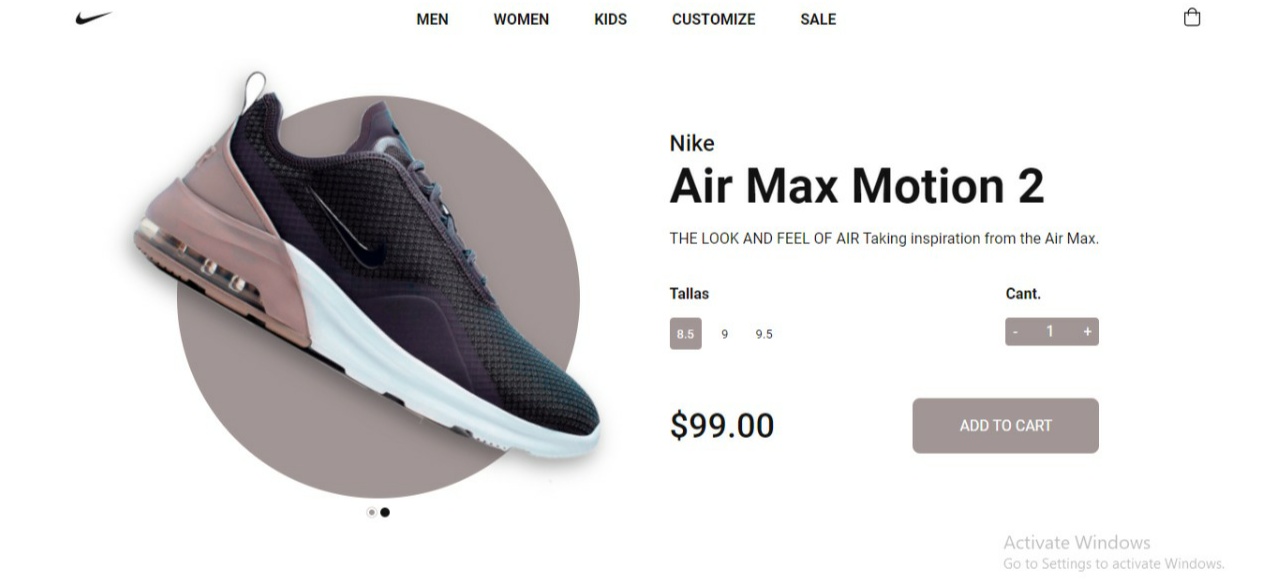 MEN WOMEN KIDS CUSTOMIZE SALE
Nike
Air Max Motion 2
THE LOOK AND FEEL OF AIR Taking inspiration from the Air Max.
Tallas Cant.
8.5 9 9.5 - 1 +
$99.00 ADD TO CART
Activate Windows
Go to Settings to activate Windows.